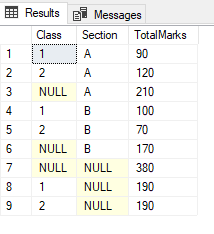 Results Messages
Class Section TotalMarks
1 1 A 90
2 2 A 120
3 NULL A 210
4 1 B 100
5 2 B 70
6 NULL B 170
7 NULL NULL 380
8 1 NULL 190
9 2 NULL 190